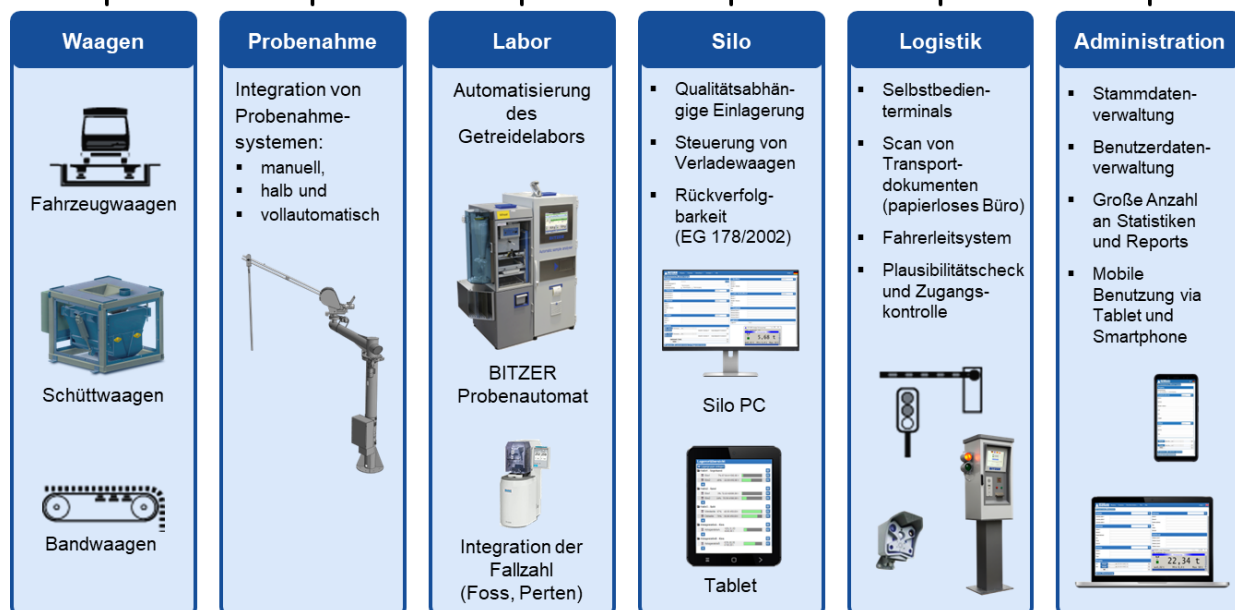 Waagen
Fahrzeugwaagen
Schüttwaagen
Bandwaagen
Probenahme
Integration von
Probenahme-
systemen:
▪ manuell,
▪ halb und
▪ vollautomatisch
Labor
Automatisierung
des
Getreidelabors
BITZER
Probenautomat
Integration der
Fallzahl
(Foss, Perten)
Silo
▪ Qualitätsabhän-
gige Einlagerung
▪ Steuerung von
Verladewaagen
▪ Rückverfolg-
barkeit
(EG 178/2002)
3,68 t
Silo PC
Tablet
Logistik
▪ Selbstbedien-
terminals
▪ Scan von
Transport-
dokumenten
(papierloses Büro)
▪ Fahrerleitsystem
▪ Plausibilitätscheck
und Zugangs-
kontrolle
Administration
▪ Stammdaten-
verwaltung
▪ Benutzerdaten-
verwaltung
▪ Große Anzahl
an Statistiken
und Reports
▪ Mobile
Benutzung via
Tablet und
Smartphone
22,34 t